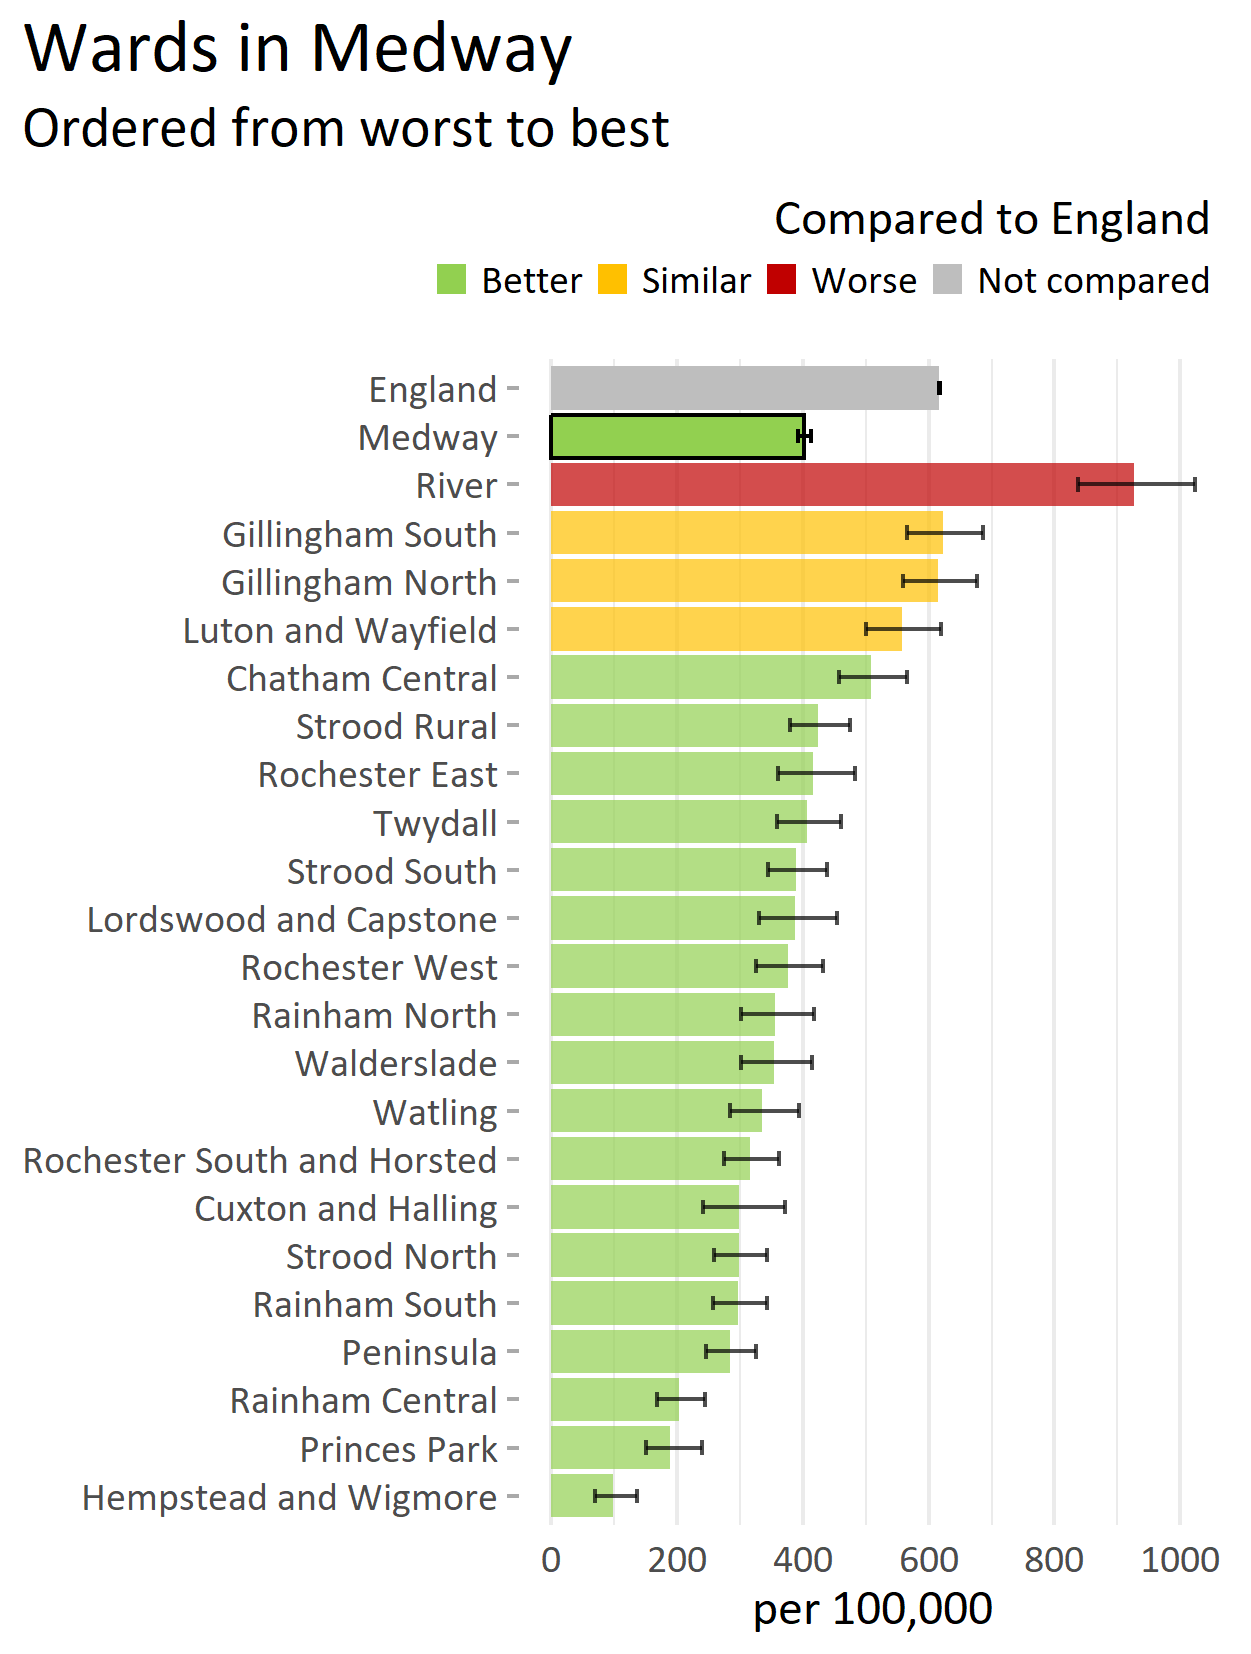 Wards in Medway
Ordered from worst to best
Compared to England
Better Similar Worse Not compared
England
Medway
River
Gillingham South
Gillingham North
Luton and Wayfield
Chatham Central
Strood Rural
Rochester East
Twydall
Strood South
Lordswood and Capstone
Rochester West
Rainham North
Walderslade
Watling
Rochester South and Horsted
Cuxton and Halling
Strood North
Rainham South
Peninsula
Rainham Central
Princes Park
Hempstead and Wigmore
0 200 400 600 800 1000
per 100,000